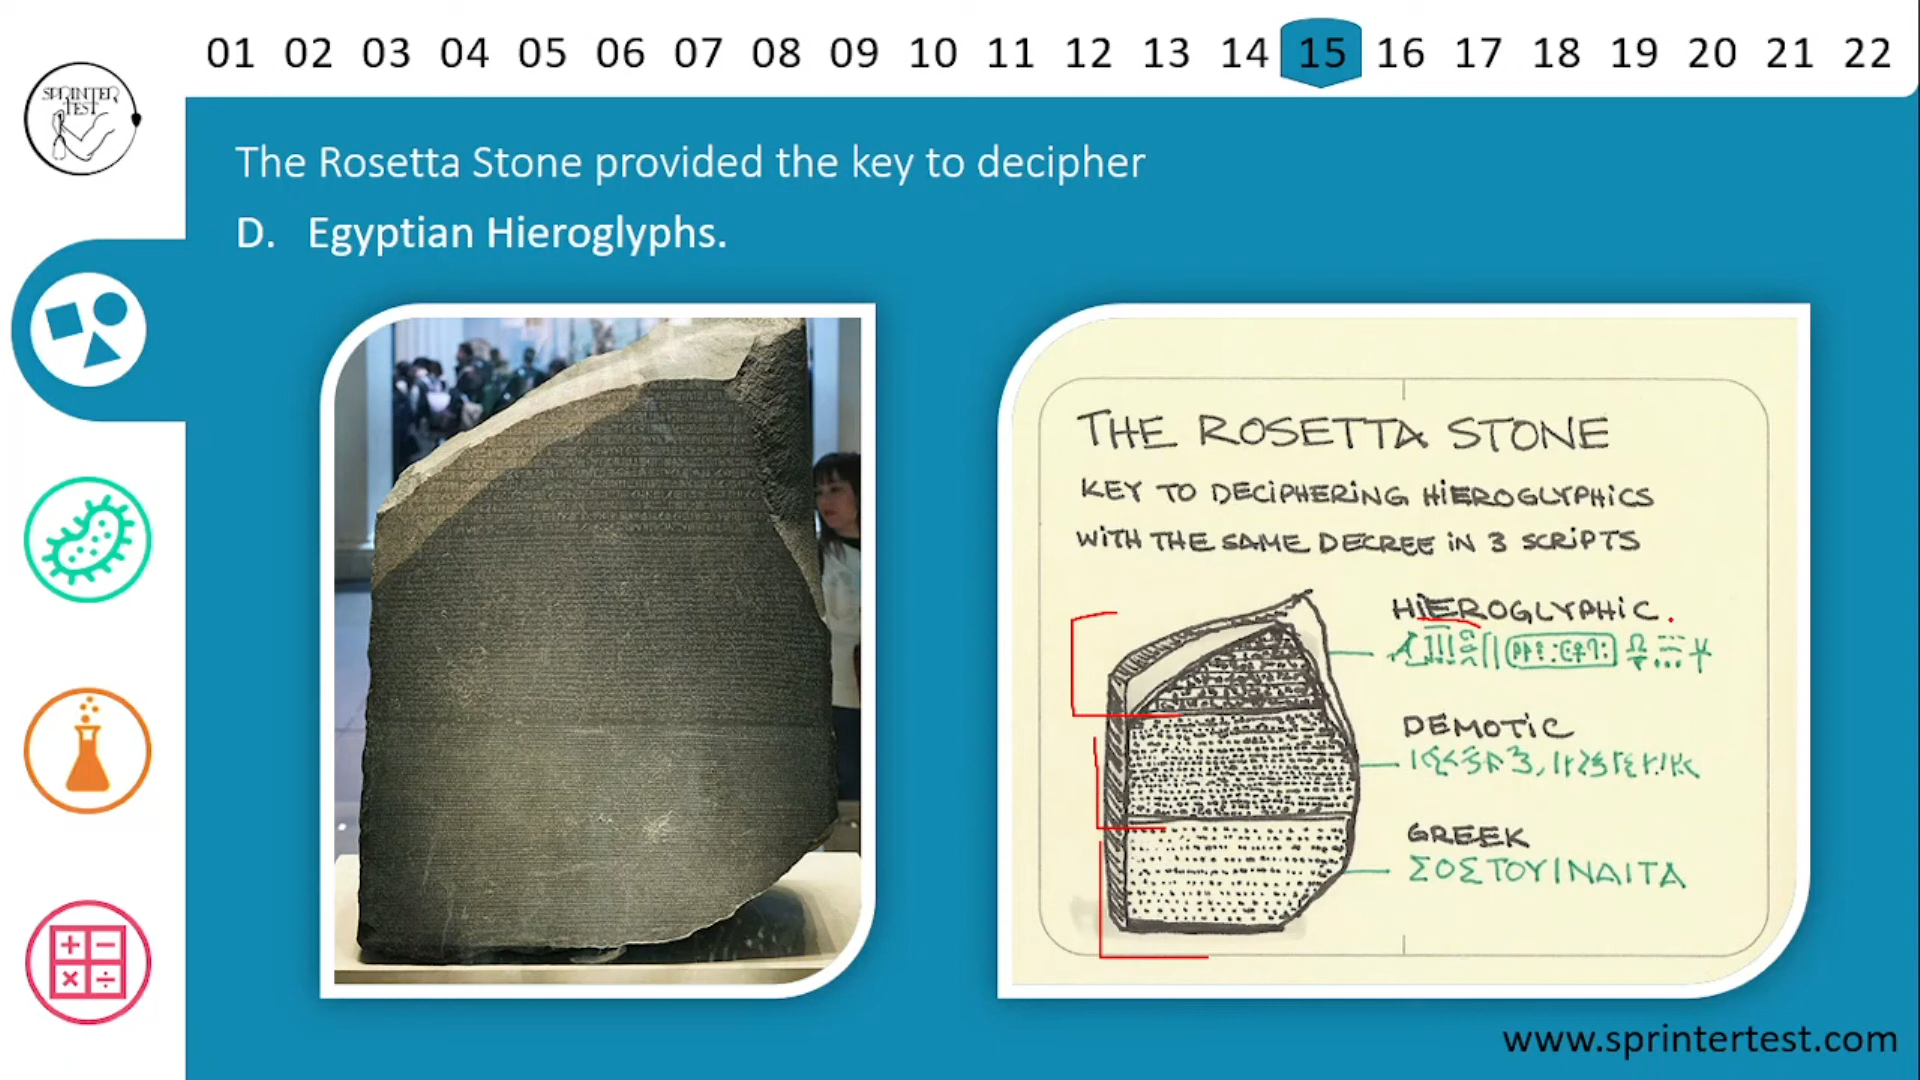 01 02 03 04 05 06 07 08 09 10 11 12 13 14 15 16 17 18 19 20 21 22
SPRINTER
TEST
The Rosetta Stone provided the key to decipher
D. Egyptian Hieroglyphs.
THE ROSETTA STONE
KEY TO DECIPHERING HIEROGLYPHICS
WITH THE SAME DECREE IN 3 SCRIPTS
HIEROGLYPHIC
DEMOTIC
GREEK
ΣΟΣΤΟΥΙΝΑΙΤΑ
www.sprintertest.com